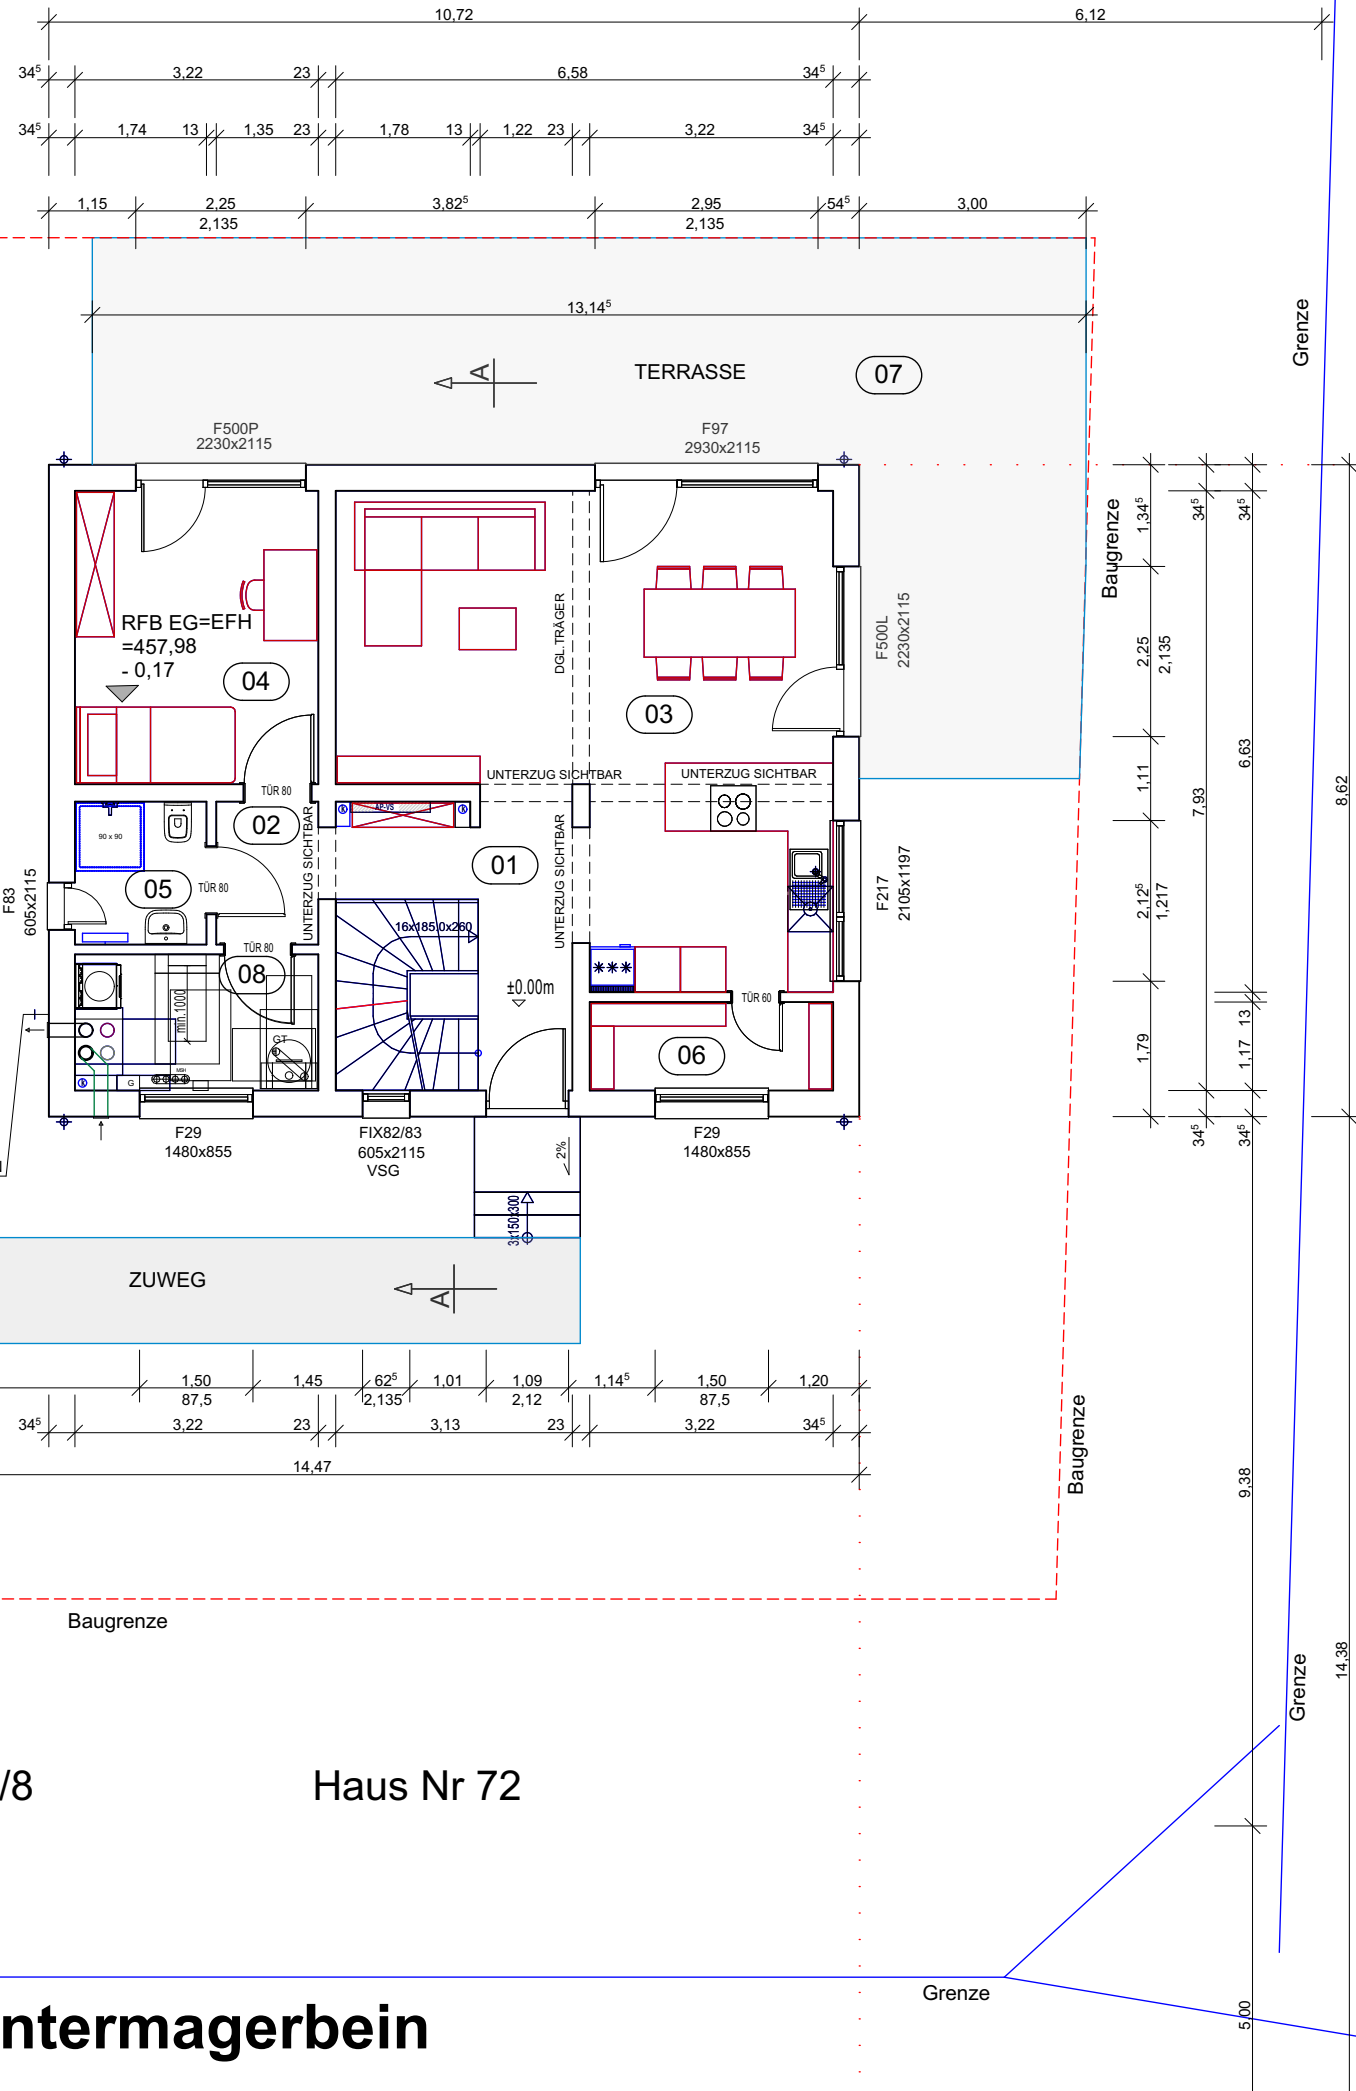 10,72
6,12
34⁵
3,22
23
6,58
34⁵
34⁵
1,74
13
1,35
23
1,78
13
1,22
23
3,22
34⁵
1,15
2,25
2,135
3,82⁵
2,95
2,135
54⁵
3,00
13,14⁵
Grenze
TERRASSE
07
A
F500P
2230x2115
F97
2930x2115
Baugrenze
1,34⁵
34⁵
34⁵
RFB EG=EFH
=457,98
- 0,17
04
DGL.TRÄGER
F500L
2230x2115
2,25
2,135
03
6,63
7,93
8,62
1,11
UNTERZUG SICHTBAR
UNTERZUG SICHTBAR
TÜR 80
AP-VS
02
90 x 90
UNTERZUG SICHTBAR
UNTERZUG SICHTBAR
01
05
TÜR 80
F83
605x2115
F217
2105x1197
2,12⁵
1,217
16x185.0x260
TÜR 80
08
±0.00m
TÜR 60
min.1000
GT
06
1,79
13
1,17
G
MSH
F29
1480x855
FIX82/83
605x2115
VSG
2%
F29
1480x855
34⁵
34⁵
3x150x300
ZUWEG
A
1,50
87,5
1,45
62⁵
2,135
1,01
1,09
2,12
1,14⁵
1,50
87,5
1,20
34⁵
3,22
23
3,13
23
3,22
34⁵
14,47
Baugrenze
9,38
Baugrenze
14,38
Grenze
/8
Haus Nr 72
Grenze
5,00
ntermagerbein